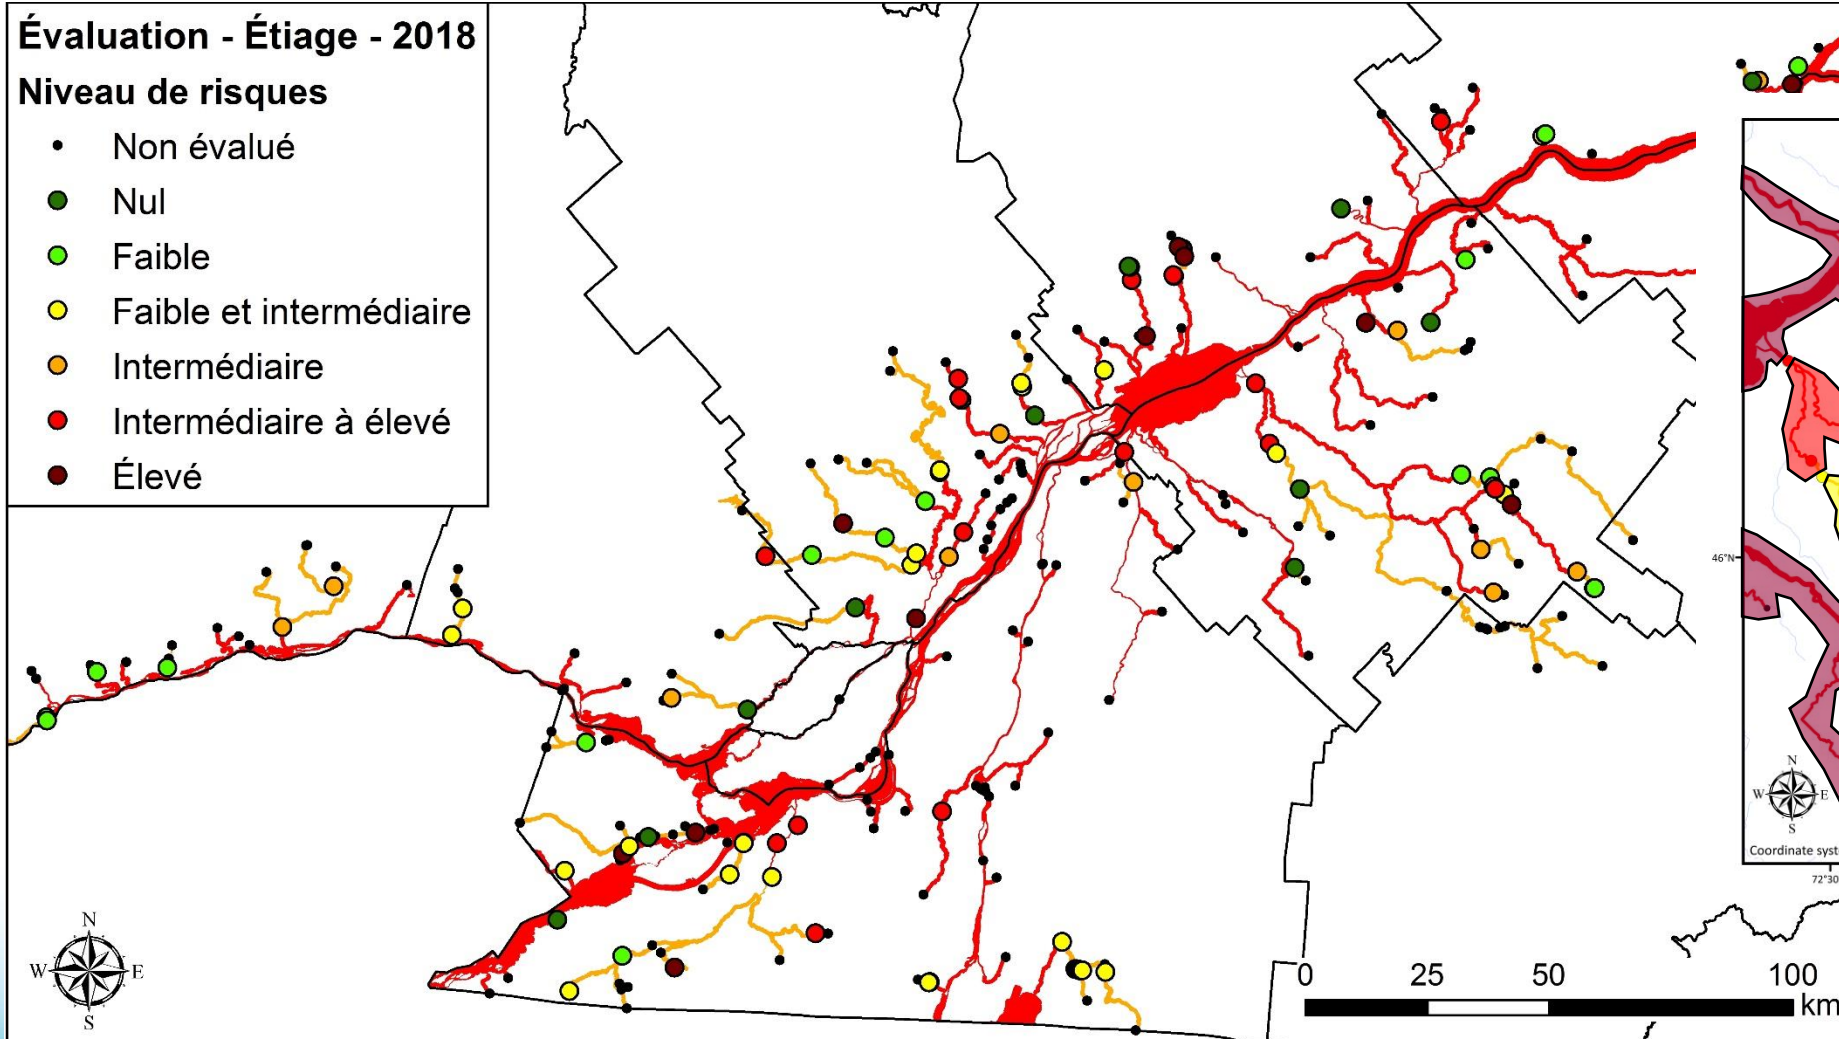 Évaluation - Étiage - 2018
Niveau de risques
Non évalué
Nul
Faible
Faible et intermédiaire
Intermédiaire
Intermédiaire à élevé
Élevé
46°N
N
W E
S
Coordinate syst
72°30
N
W E
S
0 25 50 100
km